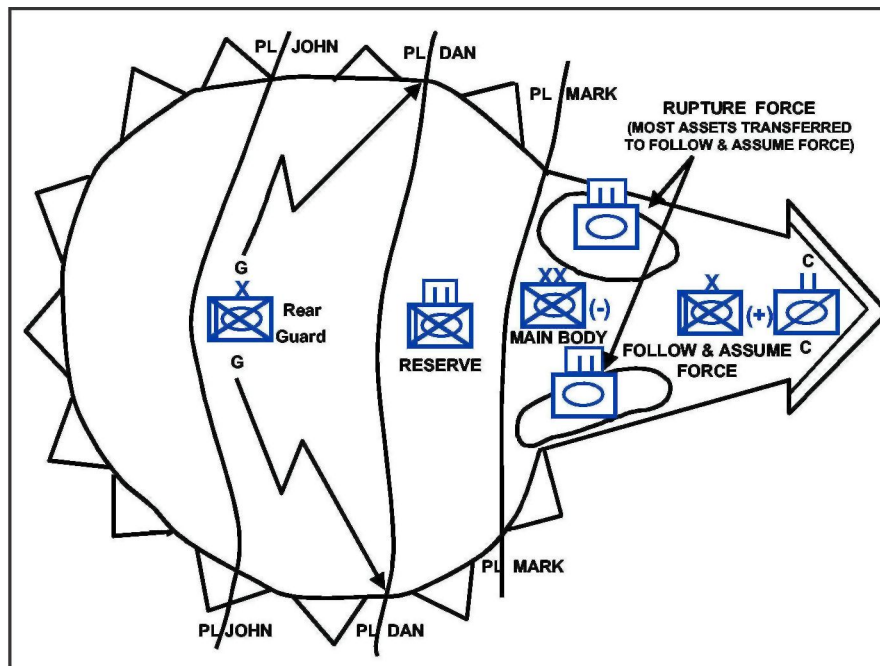 PL JOHN
PL DAN
PL MARK
RUPTURE FORCE
(MOST ASSETS TRANSFERRED
TO FOLLOW & ASSUME FORCE)
G
X
Rear
Guard
G
RESERVE
XX
(-)
MAIN BODY
X
(+)
C
C
FOLLOW & ASSUME
FORCE
PL MARK
PL JOHN
PL DAN